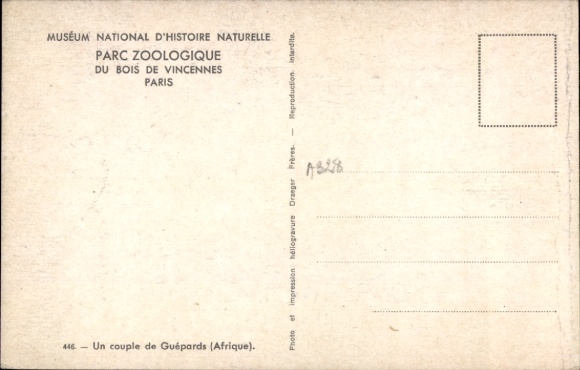 MUSÉUM NATIONAL D'HISTOIRE NATURELLE
PARC ZOOLOGIQUE
DU BOIS DE VINCENNES
PARIS
446. — Un couple de Guépards (Afrique).
Photo et impression héliogravure Draeger Frères. — Reproduction interdite.
A328